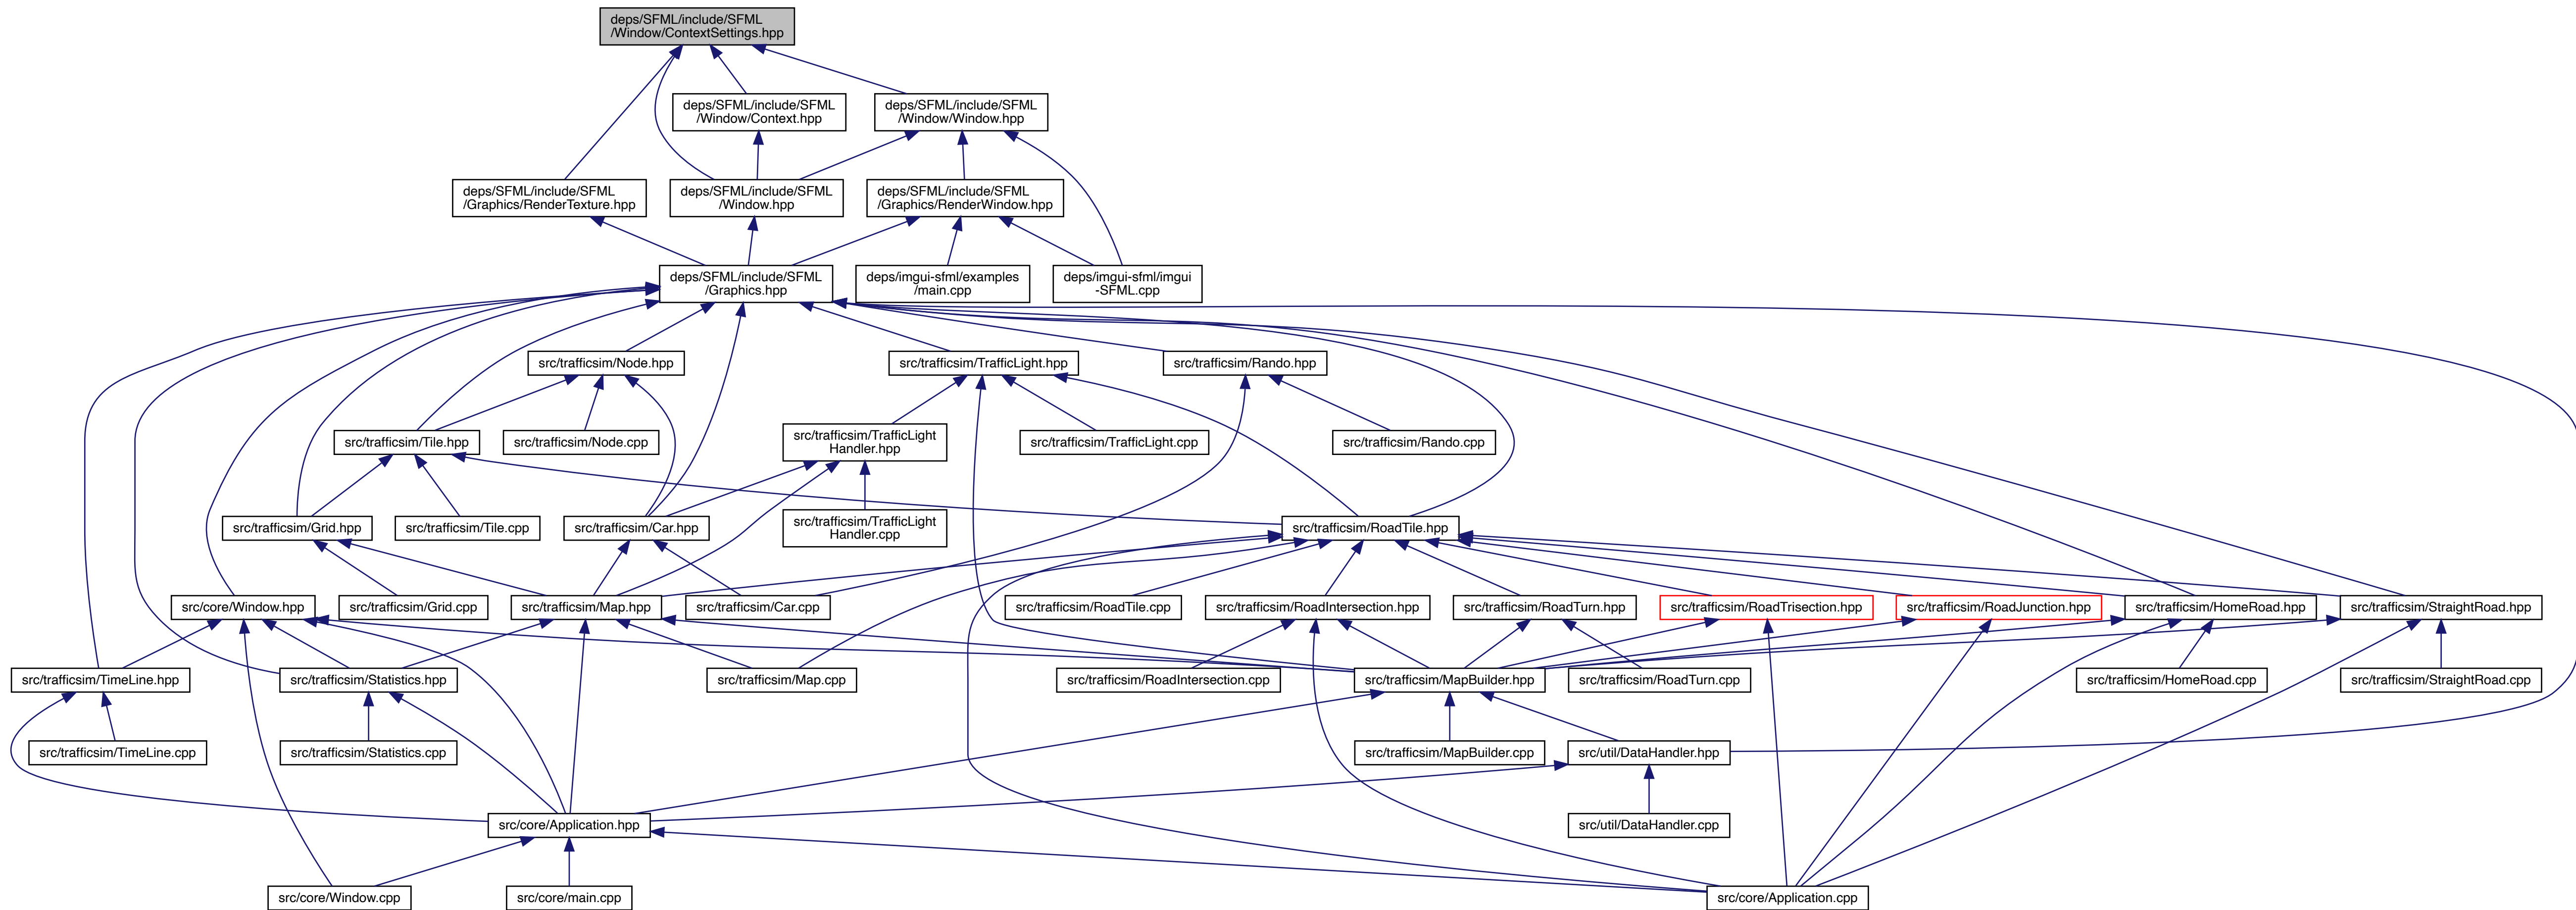 deps/SFML/include/SFML
/Window/ContextSettings.hpp
deps/SFML/include/SFML
/Window/Context.hpp
deps/SFML/include/SFML
/Window/Window.hpp
deps/SFML/include/SFML
/Graphics/RenderTexture.hpp
deps/SFML/include/SFML
/Window.hpp
deps/SFML/include/SFML
/Graphics/RenderWindow.hpp
deps/SFML/include/SFML
/Graphics.hpp
deps/imgui-sfml/examples
/main.cpp
deps/imgui-sfml/imgui
-SFML.cpp
src/trafficsim/Node.hpp
src/trafficsim/TrafficLight.hpp
src/trafficsim/Rando.hpp
src/trafficsim/Tile.hpp
src/trafficsim/Node.cpp
src/trafficsim/TrafficLight
Handler.hpp
src/trafficsim/TrafficLight.cpp
src/trafficsim/Rando.cpp
src/trafficsim/Grid.hpp
src/trafficsim/Tile.cpp
src/trafficsim/Car.hpp
src/trafficsim/TrafficLight
Handler.cpp
src/trafficsim/RoadTile.hpp
src/core/Window.hpp
src/trafficsim/Grid.cpp
src/trafficsim/Map.hpp
src/trafficsim/Car.cpp
src/trafficsim/RoadTile.cpp
src/trafficsim/RoadIntersection.hpp
src/trafficsim/RoadTurn.hpp
src/trafficsim/RoadTrisection.hpp
src/trafficsim/RoadJunction.hpp
src/trafficsim/HomeRoad.hpp
src/trafficsim/StraightRoad.hpp
src/trafficsim/TimeLine.hpp
src/trafficsim/Statistics.hpp
src/trafficsim/Map.cpp
src/trafficsim/RoadIntersection.cpp
src/trafficsim/MapBuilder.hpp
src/trafficsim/RoadTurn.cpp
src/trafficsim/HomeRoad.cpp
src/trafficsim/StraightRoad.cpp
src/trafficsim/TimeLine.cpp
src/trafficsim/Statistics.cpp
src/trafficsim/MapBuilder.cpp
src/util/DataHandler.hpp
src/core/Application.hpp
src/util/DataHandler.cpp
src/core/Window.cpp
src/core/main.cpp
src/core/Application.cpp